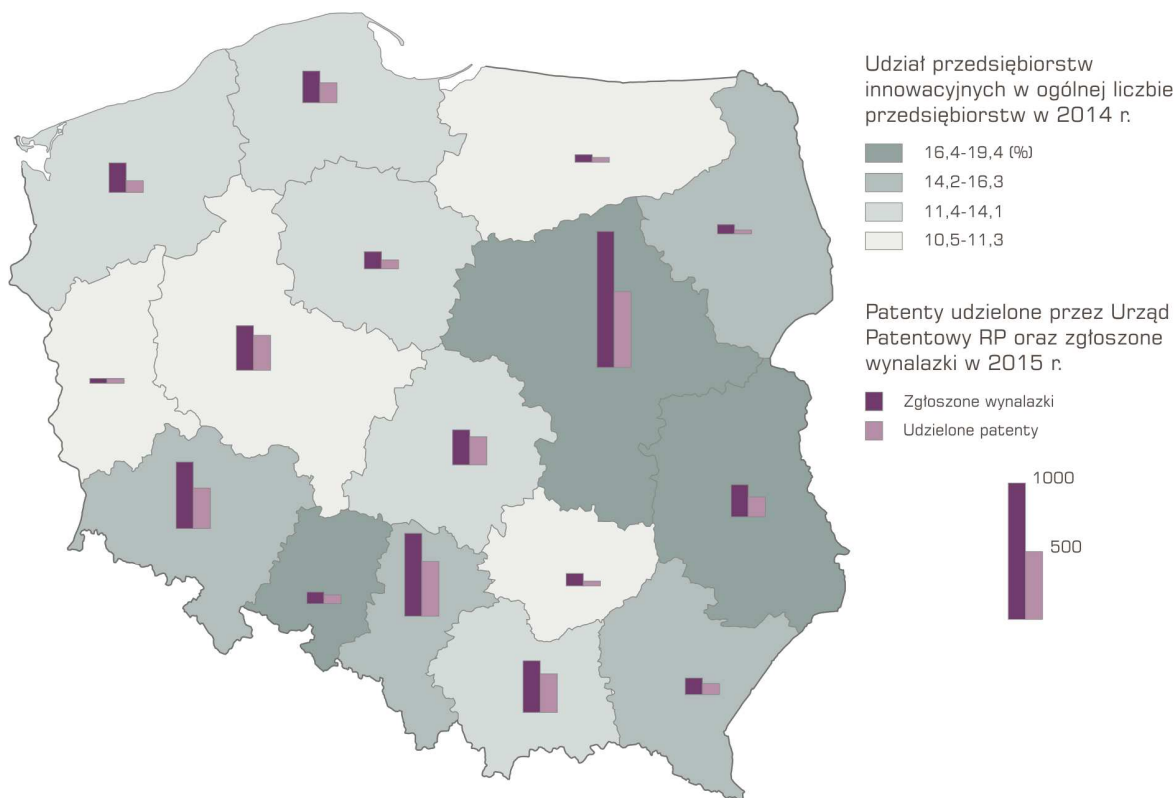 Udział przedsiębiorstw
innowacyjnych w ogólnej liczbie
przedsiębiorstw w 2014 r.
16,4-19,4 (%)
14,2-16,3
11,4-14,1
10,5-11,3
Patenty udzielone przez Urząd
Patentowy RP oraz zgłoszone
wynalazki w 2015 r.
Zgłoszone wynalazki
Udzielone patenty
1000
500